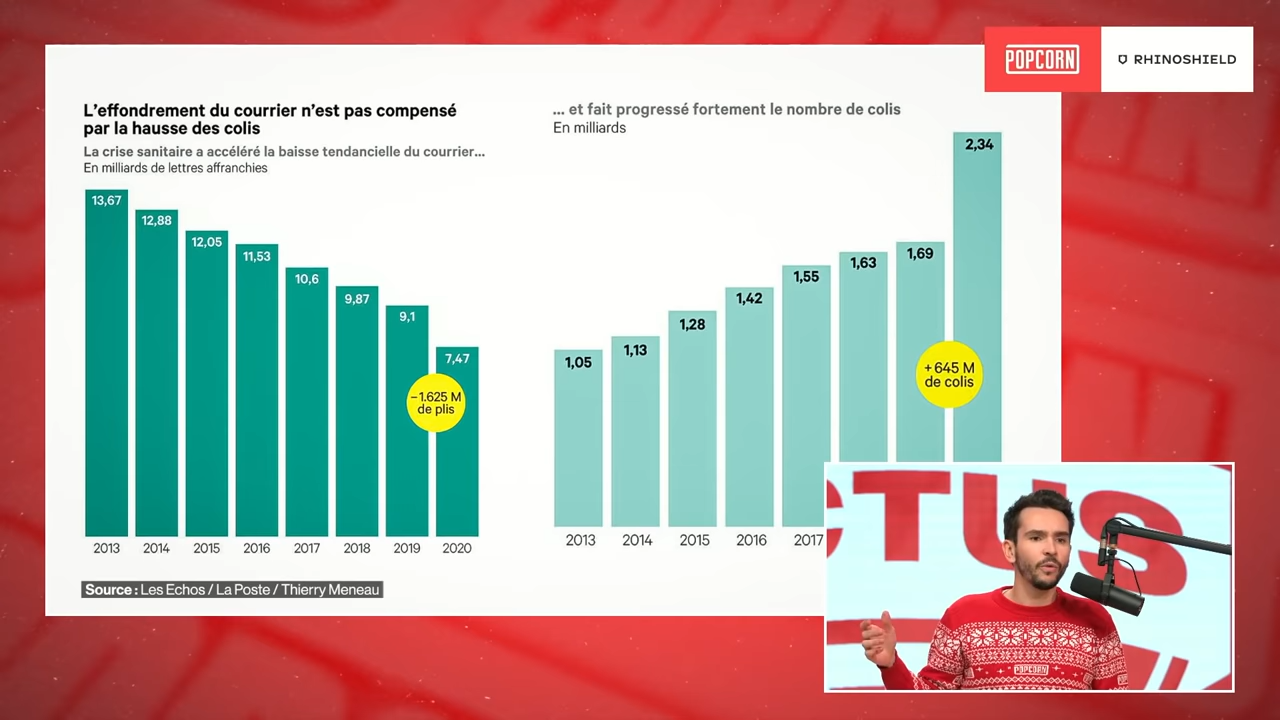 POPCORN
RHINOSHIELD
L'effondrement du courrier n'est pas compensé
par la hausse des colis
La crise sanitaire a accéléré la baisse tendancielle du courrier...
En milliards de lettres affranchies
13,67
12,88
12,05
11,53
10,6
9,87
9,1
7,47
-1.625 M
de plis
2013 2014 2015 2016 2017 2018 2019 2020
Source : Les Echos / La Poste / Thierry Meneau
... et fait progressé fortement le nombre de colis
En milliards
1,05
1,13
1,28
1,42
1,55
1,63
1,69
2,34
+ 645 M
de colis
2013 2014 2015 2016 2017
CTUS
POPCORN